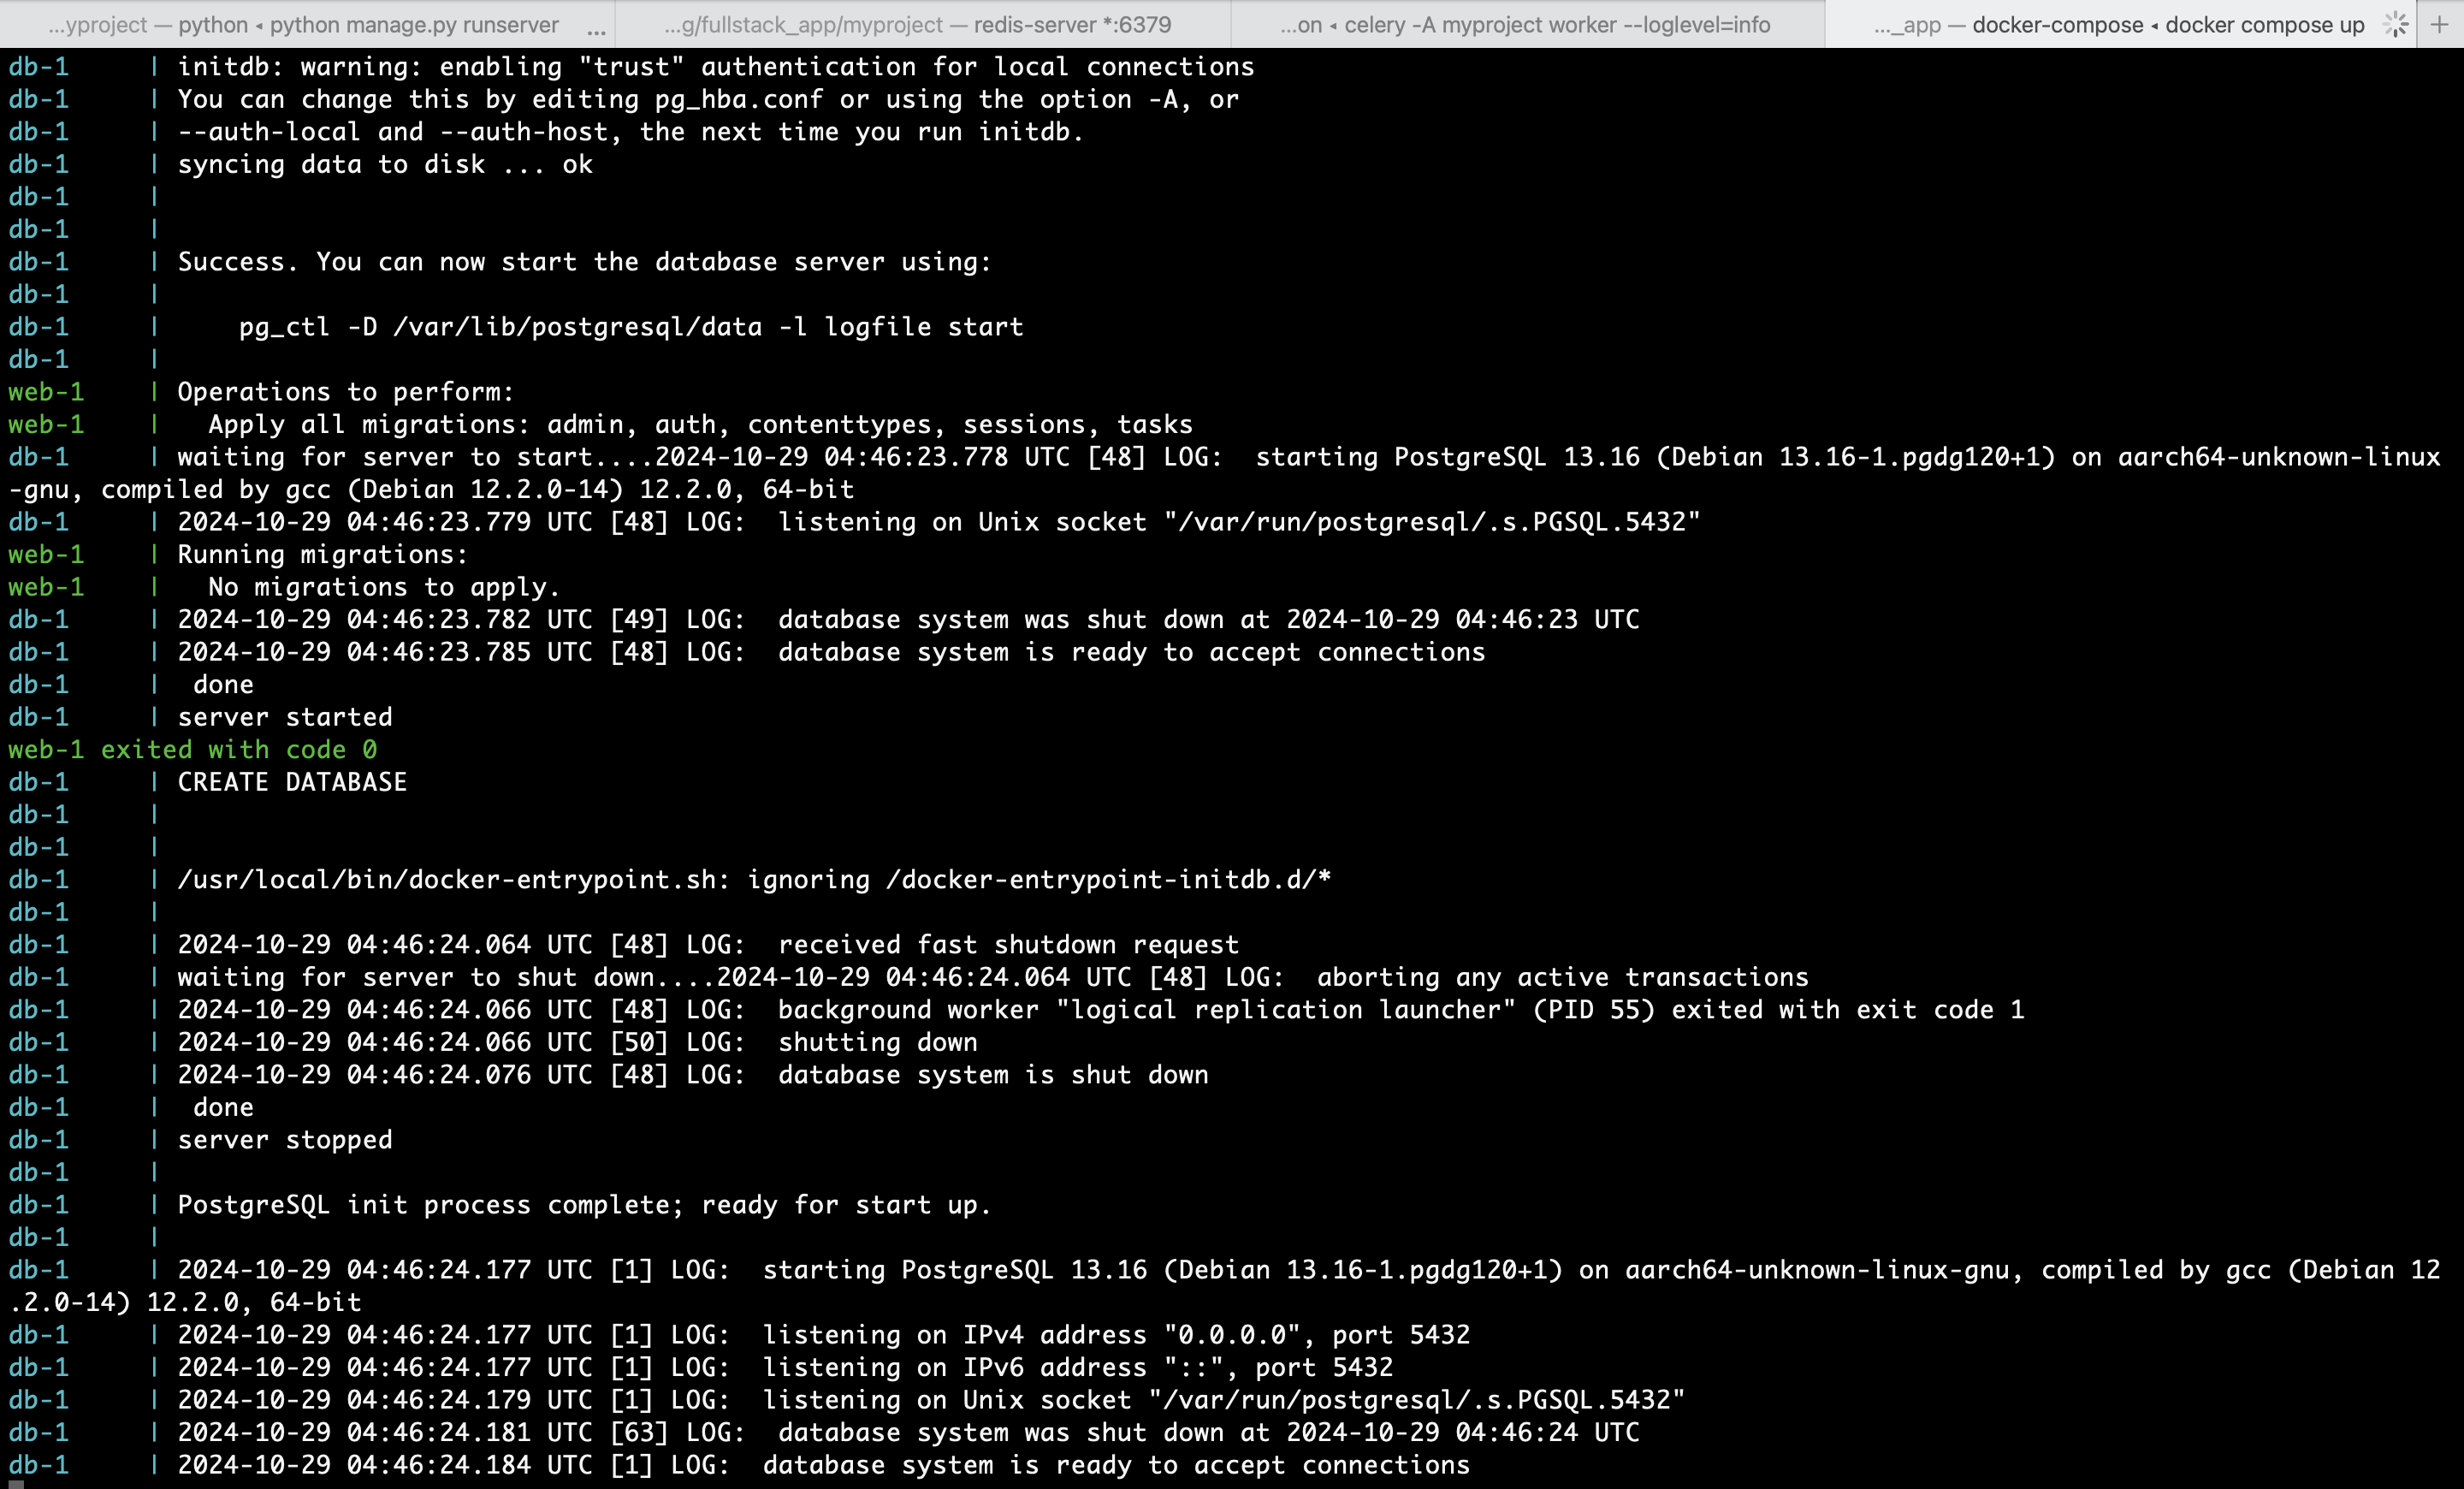 ...yproject — python ◂ python manage.py runserver ... ...g/fullstack_app/myproject — redis-server *:6379 ...on ◂ celery -A myproject worker --loglevel=info ..._app — docker-compose ◂ docker compose up +
db-1 | initdb: warning: enabling "trust" authentication for local connections
db-1 | You can change this by editing pg_hba.conf or using the option -A, or
db-1 | --auth-local and --auth-host, the next time you run initdb.
db-1 | syncing data to disk ... ok
db-1 |
db-1 |
db-1 | Success. You can now start the database server using:
db-1 |
db-1 |     pg_ctl -D /var/lib/postgresql/data -l logfile start
db-1 |
web-1 | Operations to perform:
web-1 |   Apply all migrations: admin, auth, contenttypes, sessions, tasks
db-1 | waiting for server to start....2024-10-29 04:46:23.778 UTC [48] LOG:  starting PostgreSQL 13.16 (Debian 13.16-1.pgdg120+1) on aarch64-unknown-linux
-gnu, compiled by gcc (Debian 12.2.0-14) 12.2.0, 64-bit
db-1 | 2024-10-29 04:46:23.779 UTC [48] LOG:  listening on Unix socket "/var/run/postgresql/.s.PGSQL.5432"
web-1 | Running migrations:
web-1 |   No migrations to apply.
db-1 | 2024-10-29 04:46:23.782 UTC [49] LOG:  database system was shut down at 2024-10-29 04:46:23 UTC
db-1 | 2024-10-29 04:46:23.785 UTC [48] LOG:  database system is ready to accept connections
db-1 |  done
db-1 | server started
web-1 exited with code 0
db-1 | CREATE DATABASE
db-1 |
db-1 |
db-1 | /usr/local/bin/docker-entrypoint.sh: ignoring /docker-entrypoint-initdb.d/*
db-1 |
db-1 | 2024-10-29 04:46:24.064 UTC [48] LOG:  received fast shutdown request
db-1 | waiting for server to shut down....2024-10-29 04:46:24.064 UTC [48] LOG:  aborting any active transactions
db-1 | 2024-10-29 04:46:24.066 UTC [48] LOG:  background worker "logical replication launcher" (PID 55) exited with exit code 1
db-1 | 2024-10-29 04:46:24.066 UTC [50] LOG:  shutting down
db-1 | 2024-10-29 04:46:24.076 UTC [48] LOG:  database system is shut down
db-1 |  done
db-1 | server stopped
db-1 |
db-1 | PostgreSQL init process complete; ready for start up.
db-1 |
db-1 | 2024-10-29 04:46:24.177 UTC [1] LOG:  starting PostgreSQL 13.16 (Debian 13.16-1.pgdg120+1) on aarch64-unknown-linux-gnu, compiled by gcc (Debian 12
.2.0-14) 12.2.0, 64-bit
db-1 | 2024-10-29 04:46:24.177 UTC [1] LOG:  listening on IPv4 address "0.0.0.0", port 5432
db-1 | 2024-10-29 04:46:24.177 UTC [1] LOG:  listening on IPv6 address "::", port 5432
db-1 | 2024-10-29 04:46:24.179 UTC [1] LOG:  listening on Unix socket "/var/run/postgresql/.s.PGSQL.5432"
db-1 | 2024-10-29 04:46:24.181 UTC [63] LOG:  database system was shut down at 2024-10-29 04:46:24 UTC
db-1 | 2024-10-29 04:46:24.184 UTC [1] LOG:  database system is ready to accept connections